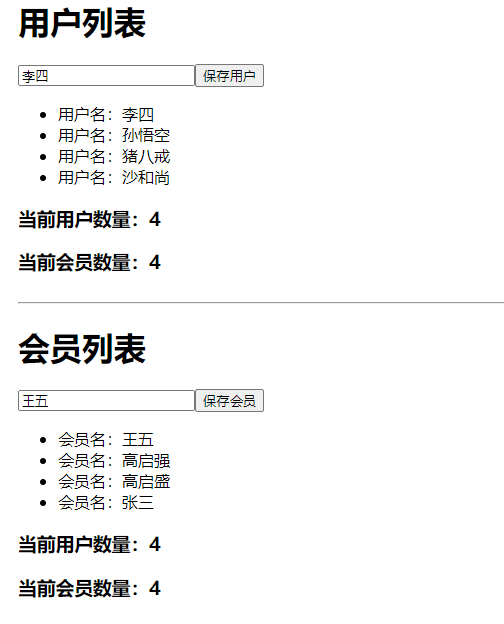 用户列表
李四 保存用户
用户名：李四
用户名：孙悟空
用户名：猪八戒
用户名：沙和尚
当前用户数量：4
当前会员数量：4
会员列表
王五 保存会员
会员名：王五
会员名：高启强
会员名：高启盛
会员名：张三
当前用户数量：4
当前会员数量：4